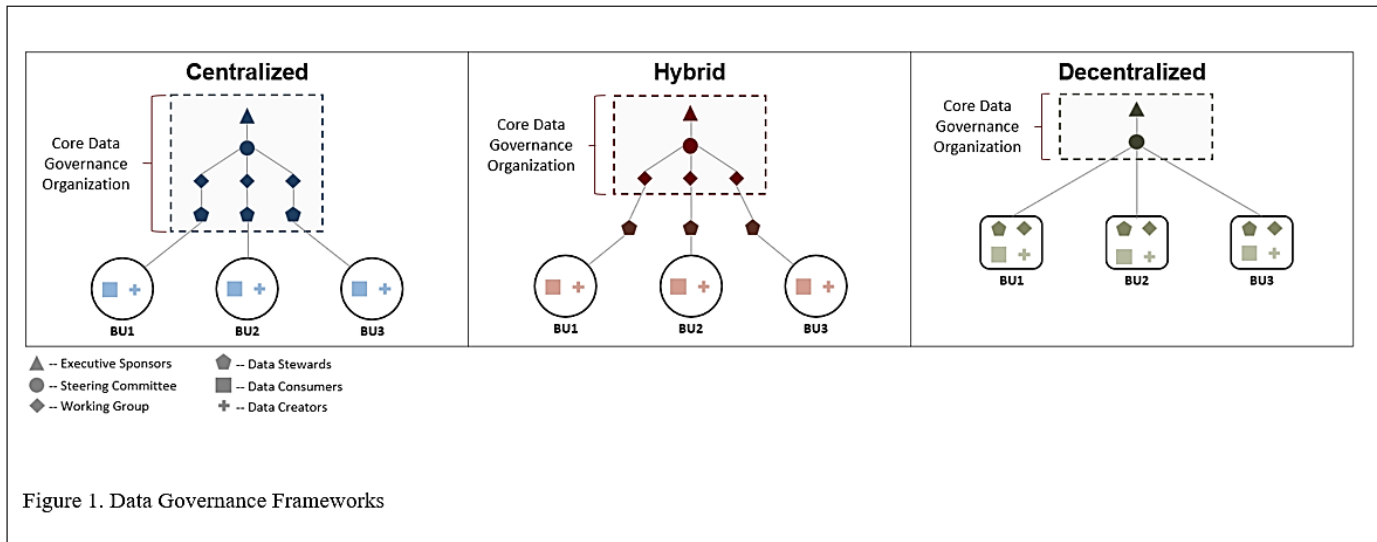 Centralized
Core Data
Governance
Organization
BU1
BU2
BU3
Hybrid
Core Data
Governance
Organization
BU1
BU2
BU3
Decentralized
Core Data
Governance
Organization
BU1
BU2
BU3
-- Executive Sponsors
-- Data Stewards
-- Steering Committee
-- Data Consumers
-- Working Group
-- Data Creators
Figure 1. Data Governance Frameworks